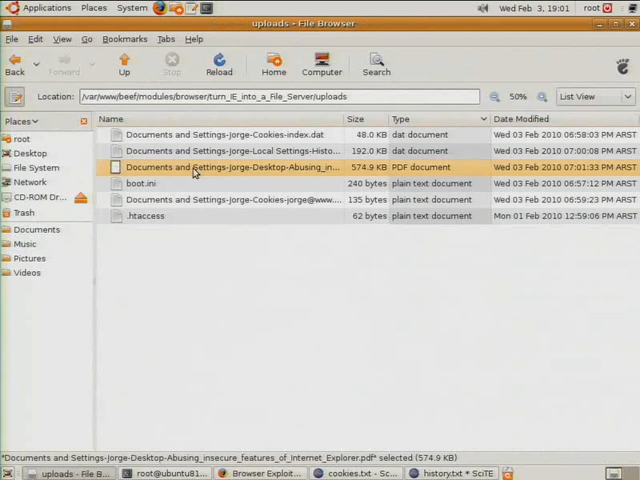 Applications Places System Wed Feb 3, 19:01 root
uploads - File Browser
File Edit View Go Bookmarks Tabs Help
Back Forward Up Stop Reload Home Computer Search
Location: /var/www/beef/modules/browser/turn_IE_into_a_File_Server/uploads 50% List View
Places Name Size Type Date Modified
root Documents and Settings-Jorge-Cookies-index.dat 48.0 KB dat document Wed 03 Feb 2010 06:58:03 PM ARST
Desktop Documents and Settings-Jorge-Local Settings-Histo... 192.0 KB dat document Wed 03 Feb 2010 07:00:08 PM ARST
File System Documents and Settings-Jorge-Desktop-Abusing_in... 574.9 KB PDF document Wed 03 Feb 2010 07:01:33 PM ARST
Network boot.ini 240 bytes plain text document Wed 03 Feb 2010 06:57:12 PM ARST
CD-ROM Dr... Documents and Settings-Jorge-Cookies-jorge@www.... 135 bytes plain text document Wed 03 Feb 2010 06:59:23 PM ARST
Trash .htaccess 62 bytes plain text document Mon 01 Feb 2010 12:59:06 PM ARST
Documents
Music
Pictures
Videos
"Documents and Settings-Jorge-Desktop-Abusing_insecure_features_of_Internet_Explorer.pdf" selected (574.9 KB)
uploads - File B... root@ubuntu81... Browser Exploit... cookies.txt - Sc... history.txt * SciTE